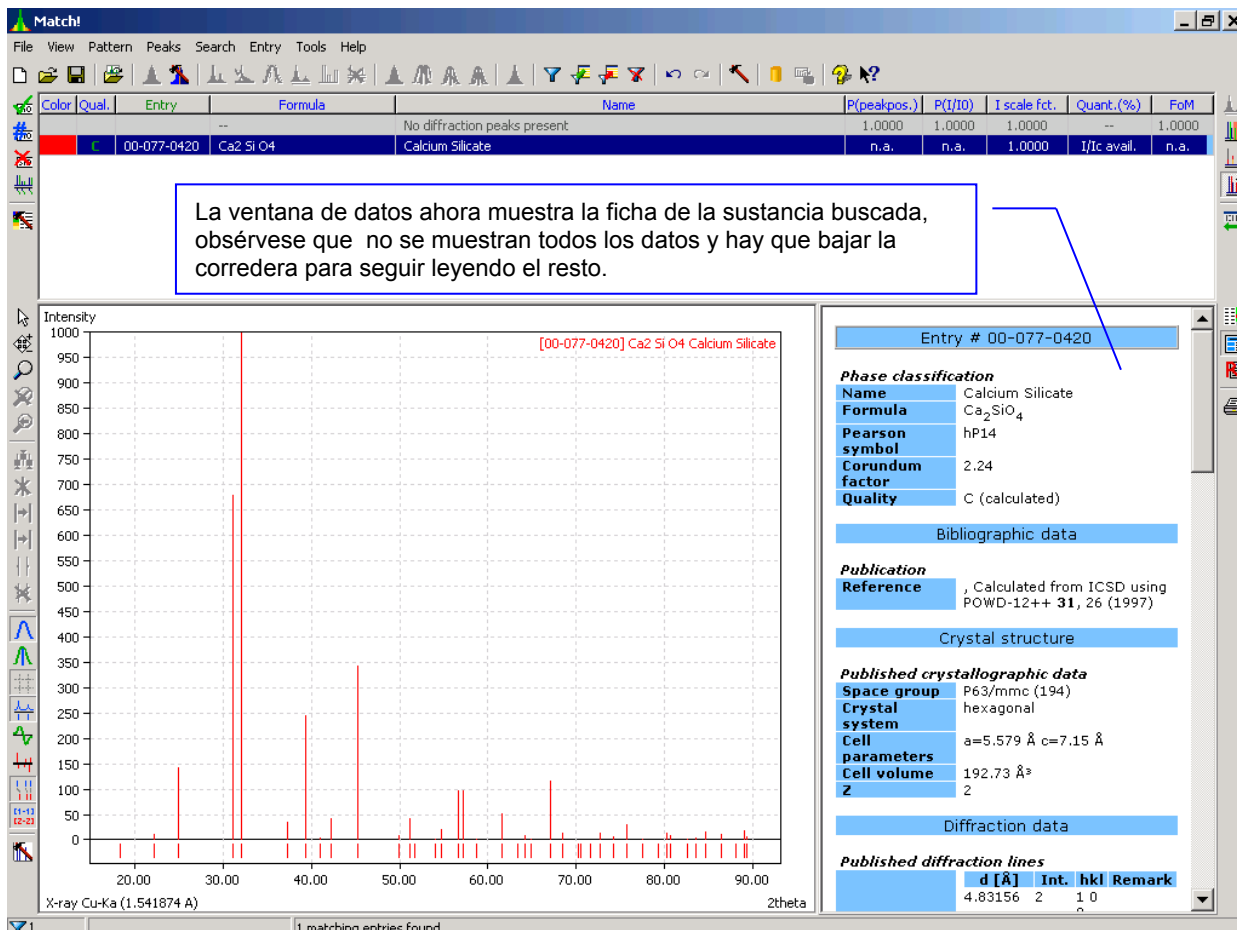 Match!
File View Pattern Peaks Search Entry Tools Help
Color Qual. Entry Formula Name P(peakpos.) P(I/I0) I scale fct. Quant.(%) FoM
-- No diffraction peaks present 1.0000 1.0000 1.0000 -- 1.0000
C 00-077-0420 Ca2 Si O4 Calcium Silicate n.a. n.a. 1.0000 I/Ic avail. n.a.
La ventana de datos ahora muestra la ficha de la sustancia buscada,
obsérvese que no se muestran todos los datos y hay que bajar la
corredera para seguir leyendo el resto.
Intensity
[00-077-0420] Ca2 Si O4 Calcium Silicate
1000
950
900
850
800
750
700
650
600
550
500
450
400
350
300
250
200
150
100
50
0
20.00 30.00 40.00 50.00 60.00 70.00 80.00 90.00
X-ray Cu-Ka (1.541874 A) 2theta
Entry # 00-077-0420
Phase classification
Name Calcium Silicate
Formula Ca2SiO4
Pearson symbol hP14
Corundum factor 2.24
Quality C (calculated)
Bibliographic data
Publication
Reference , Calculated from ICSD using
POWD-12++ 31, 26 (1997)
Crystal structure
Published crystallographic data
Space group P63/mmc (194)
Crystal system hexagonal
Cell parameters a=5.579 Å c=7.15 Å
Cell volume 192.73 Å³
Z 2
Diffraction data
Published diffraction lines
d [Å] Int. hkl Remark
4.83156 2 1 0
1 1 matching entries found